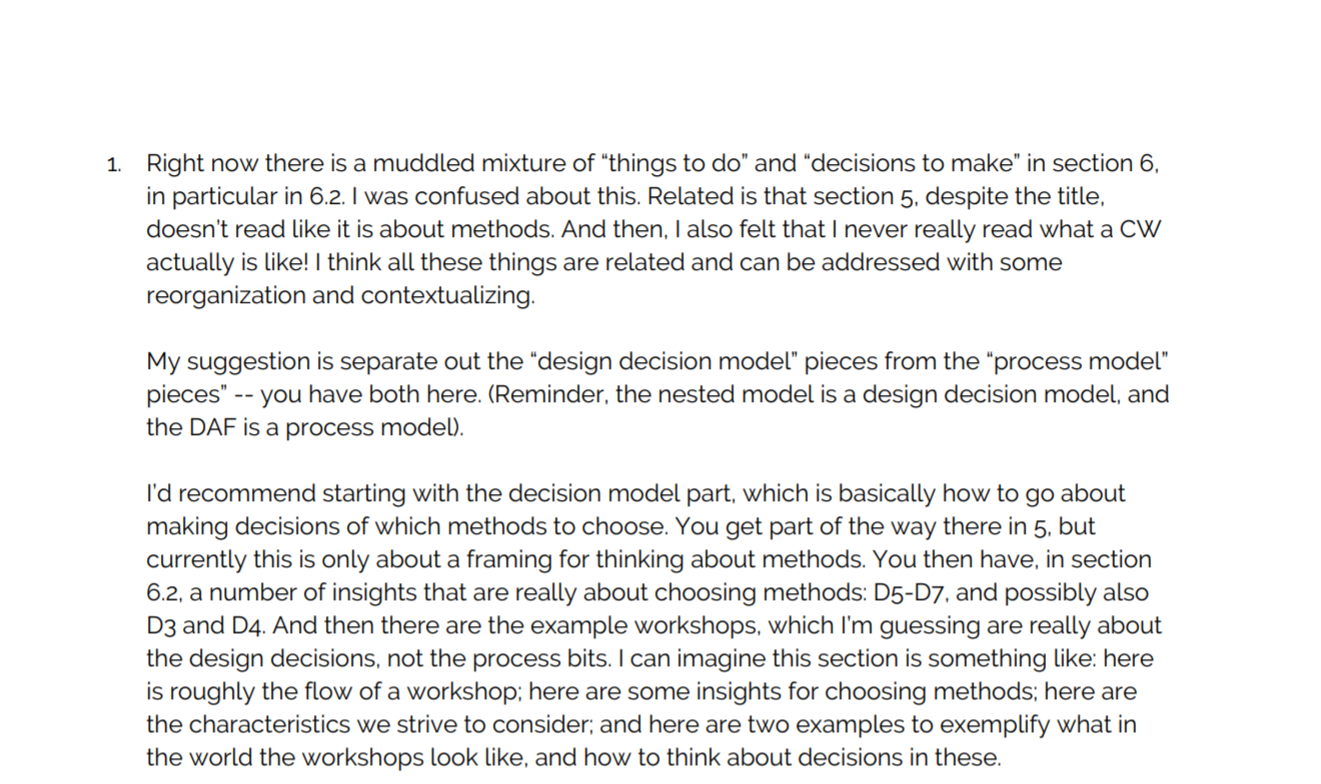 1. Right now there is a muddled mixture of “things to do” and “decisions to make” in section 6,
in particular in 6.2. I was confused about this. Related is that section 5, despite the title,
doesn't read like it is about methods. And then, I also felt that I never really read what a CW
actually is like! I think all these things are related and can be addressed with some
reorganization and contextualizing.
My suggestion is separate out the “design decision model” pieces from the “process model”
pieces” -- you have both here. (Reminder, the nested model is a design decision model, and
the DAF is a process model).
I'd recommend starting with the decision model part, which is basically how to go about
making decisions of which methods to choose. You get part of the way there in 5, but
currently this is only about a framing for thinking about methods. You then have, in section
6.2, a number of insights that are really about choosing methods: D5-D7, and possibly also
D3 and D4. And then there are the example workshops, which I'm guessing are really about
the design decisions, not the process bits. I can imagine this section is something like: here
is roughly the flow of a workshop; here are some insights for choosing methods; here are
the characteristics we strive to consider; and here are two examples to exemplify what in
the world the workshops look like, and how to think about decisions in these.